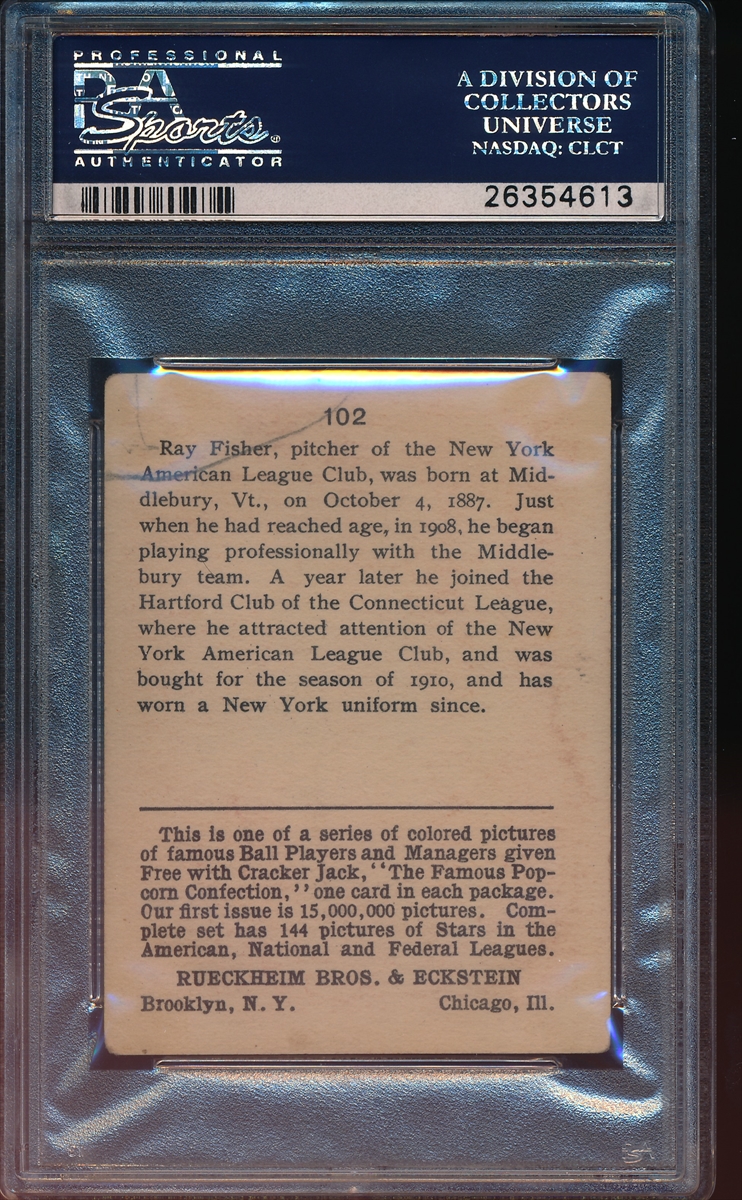 PROFESSIONAL
PSA
Sports
AUTHENTICATOR
A DIVISION OF
COLLECTORS
UNIVERSE
NASDAQ: CLCT
26354613
102
Ray Fisher, pitcher of the New York
American League Club, was born at Mid-
dlebury, Vt., on October 4, 1887. Just
when he had reached age, in 1908, he began
playing professionally with the Middle-
bury team. A year later he joined the
Hartford Club of the Connecticut League,
where he attracted attention of the New
York American League Club, and was
bought for the season of 1910, and has
worn a New York uniform since.
This is one of a series of colored pictures
of famous Ball Players and Managers given
Free with Cracker Jack, "The Famous Pop-
corn Confection," one card in each package.
Our first issue is 15,000,000 pictures. Com-
plete set has 144 pictures of Stars in the
American, National and Federal Leagues.
RUECKHEIM BROS. & ECKSTEIN
Brooklyn, N. Y. Chicago, Ill.
PSA